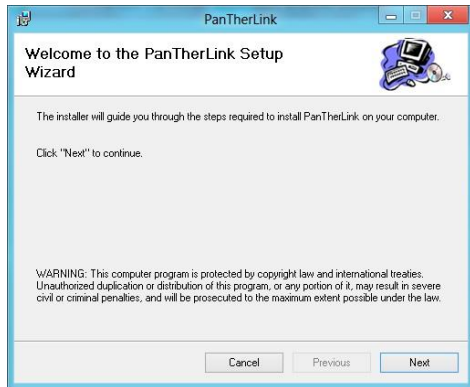 PanTherLink
Welcome to the PanTherLink Setup
Wizard
The installer will guide you through the steps required to install PanTherLink on your computer.
Click "Next" to continue.
WARNING: This computer program is protected by copyright law and international treaties.
Unauthorized duplication or distribution of this program, or any portion of it, may result in severe
civil or criminal penalties, and will be prosecuted to the maximum extent possible under the law.
Cancel Previous Next